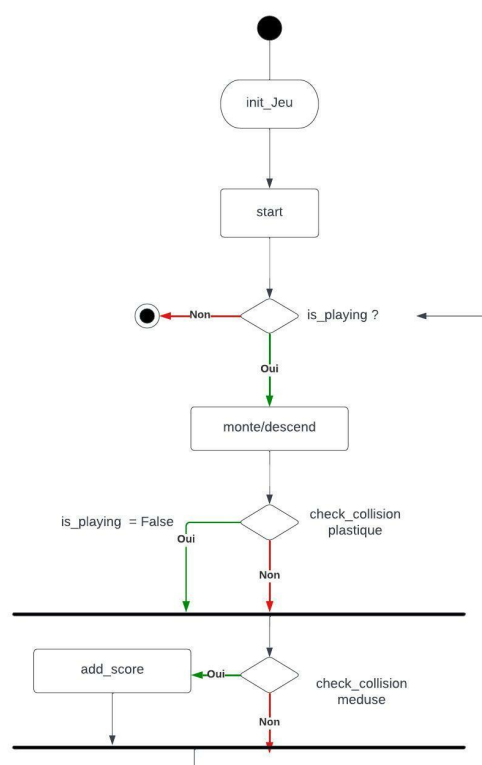 init_Jeu
start
Non
is_playing ?
Oui
monte/descend
is_playing = False
Oui
check_collision
plastique
Non
add_score
Oui
check_collision
meduse
Non